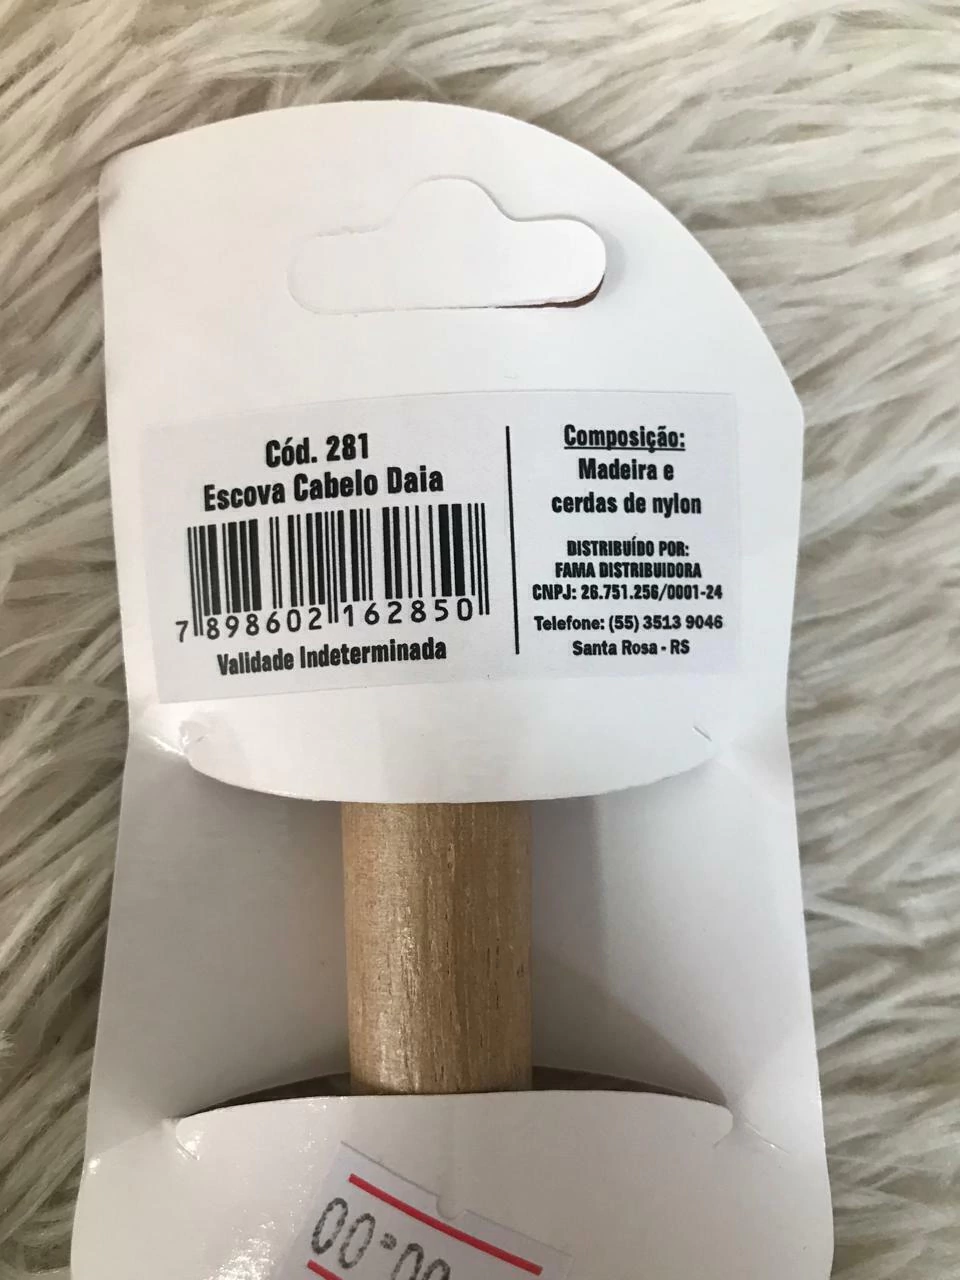 Cód. 281
Escova Cabelo Daia
7 898602 162850
Validade Indeterminada
Composição:
Madeira e
cerdas de nylon
DISTRIBUÍDO POR:
FAMA DISTRIBUIDORA
CNPJ: 26.751.256/0001-24
Telefone: (55) 3513 9046
Santa Rosa - RS